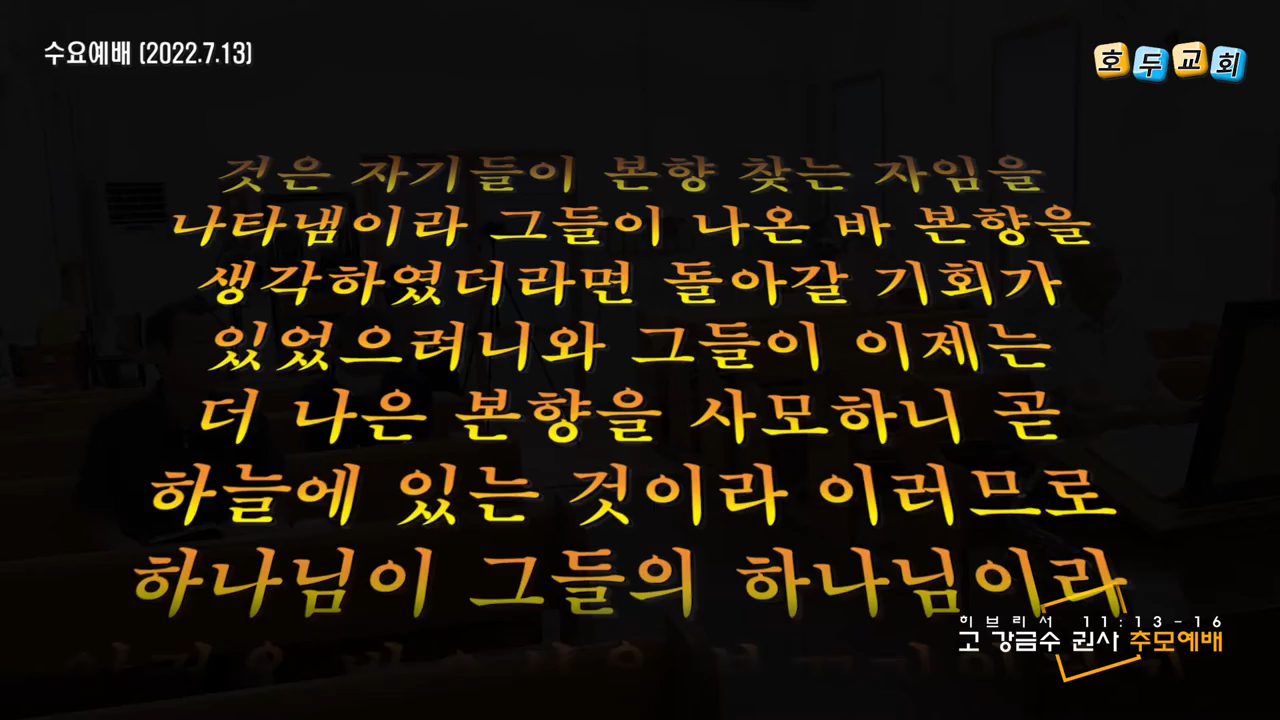 수요예배 (2022.7.13)
호두교회
것은 자기들이 본향 찾는 자임을
나타냄이라 그들이 나온 바 본향을
생각하였더라면 돌아갈 기회가
있었으려니와 그들이 이제는
더 나은 본향을 사모하니 곧
하늘에 있는 것이라 이러므로
하나님이 그들의 하나님이라
히브리서 11:13-16
고 강금수 권사 추모예배